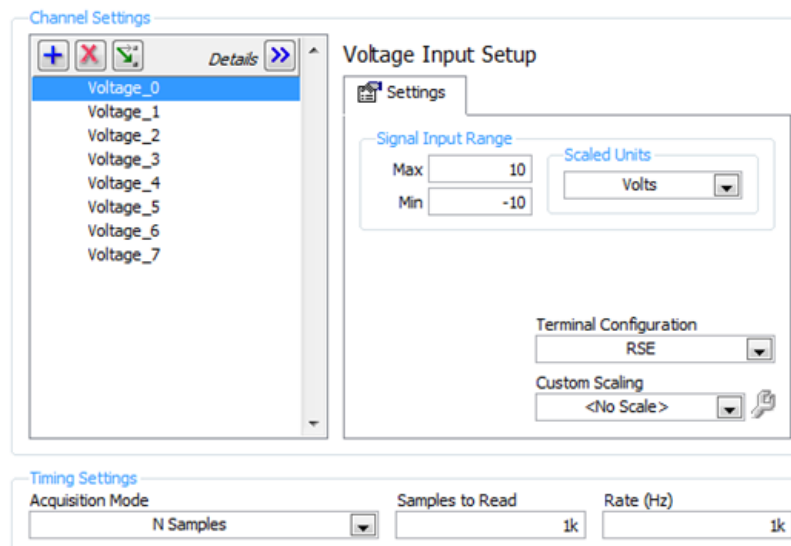 Channel Settings
Details
Voltage_0
Voltage_1
Voltage_2
Voltage_3
Voltage_4
Voltage_5
Voltage_6
Voltage_7
Voltage Input Setup
Settings
Signal Input Range
Max 10
Min -10
Scaled Units
Volts
Terminal Configuration
RSE
Custom Scaling
<No Scale>
Timing Settings
Acquisition Mode
N Samples
Samples to Read
1k
Rate (Hz)
1k